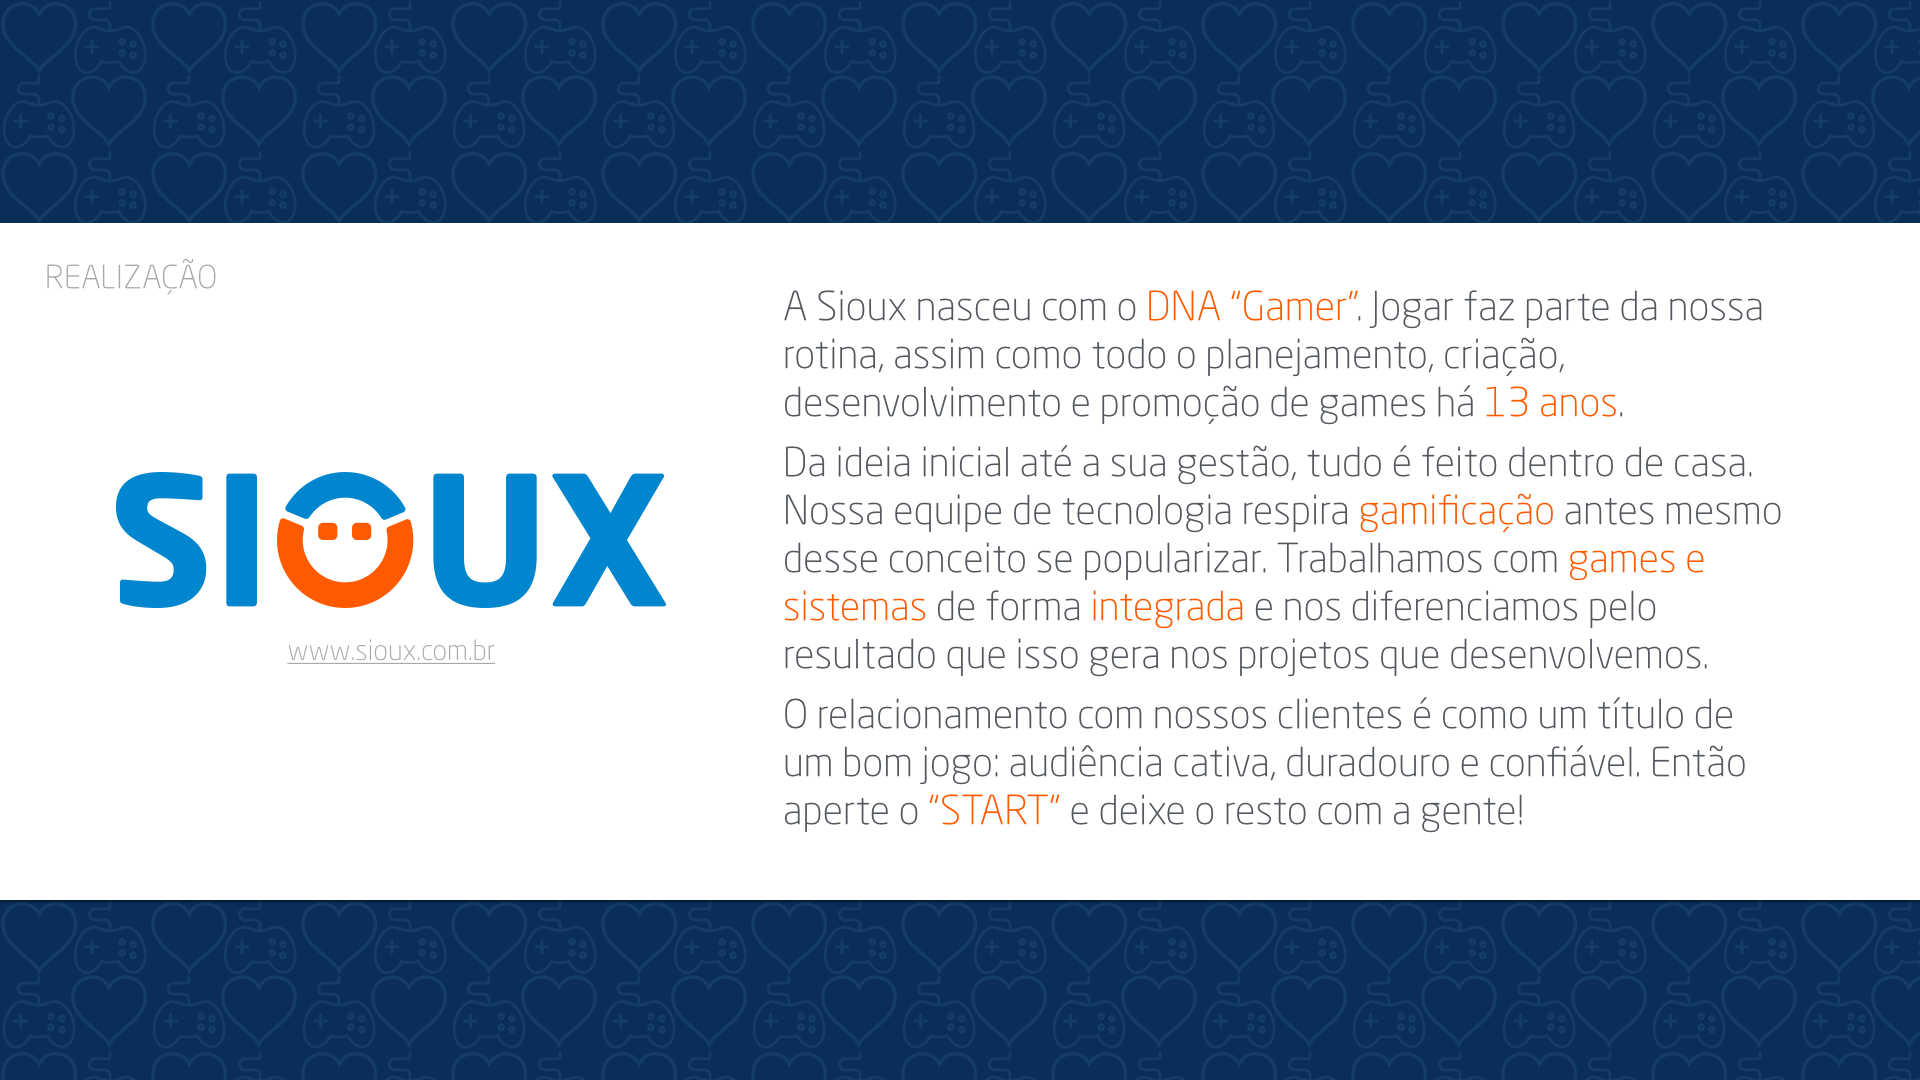 REALIZAÇÃO
SIOUX
www.sioux.com.br
A Sioux nasceu com o DNA “Gamer”. Jogar faz parte da nossa
rotina, assim como todo o planejamento, criação,
desenvolvimento e promoção de games há 13 anos.
Da ideia inicial até a sua gestão, tudo é feito dentro de casa.
Nossa equipe de tecnologia respira gamificação antes mesmo
desse conceito se popularizar. Trabalhamos com games e
sistemas de forma integrada e nos diferenciamos pelo
resultado que isso gera nos projetos que desenvolvemos.
O relacionamento com nossos clientes é como um título de
um bom jogo: audiência cativa, duradouro e confiável. Então
aperte o “START” e deixe o resto com a gente!